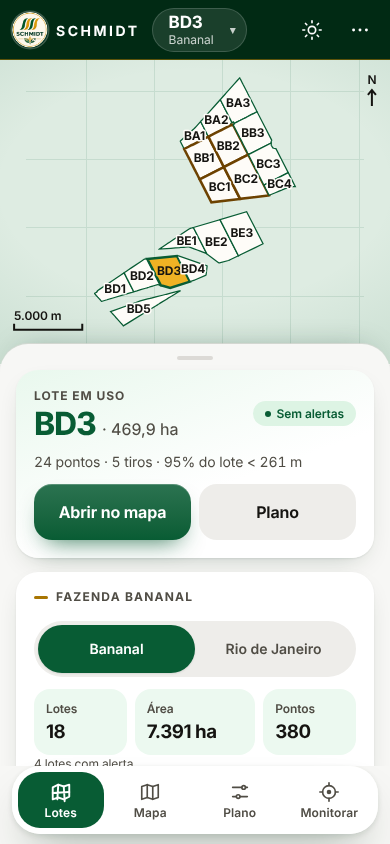 SCHMIDT
SCHMIDT
BD3
Bananal
N
BA3
BA2
BA1
BB3
BB2
BB1
BC3
BC2
BC4
BC1
BE3
BE1
BE2
BD3
BD4
BD2
BD1
BD5
5.000 m
LOTE EM USO
BD3 · 469,9 ha
Sem alertas
24 pontos · 5 tiros · 95% do lote < 261 m
Abrir no mapa
Plano
FAZENDA BANANAL
Bananal
Rio de Janeiro
Lotes
18
Área
7.391 ha
Pontos
380
4 lotes com alerta
Lotes
Mapa
Plano
Monitorar